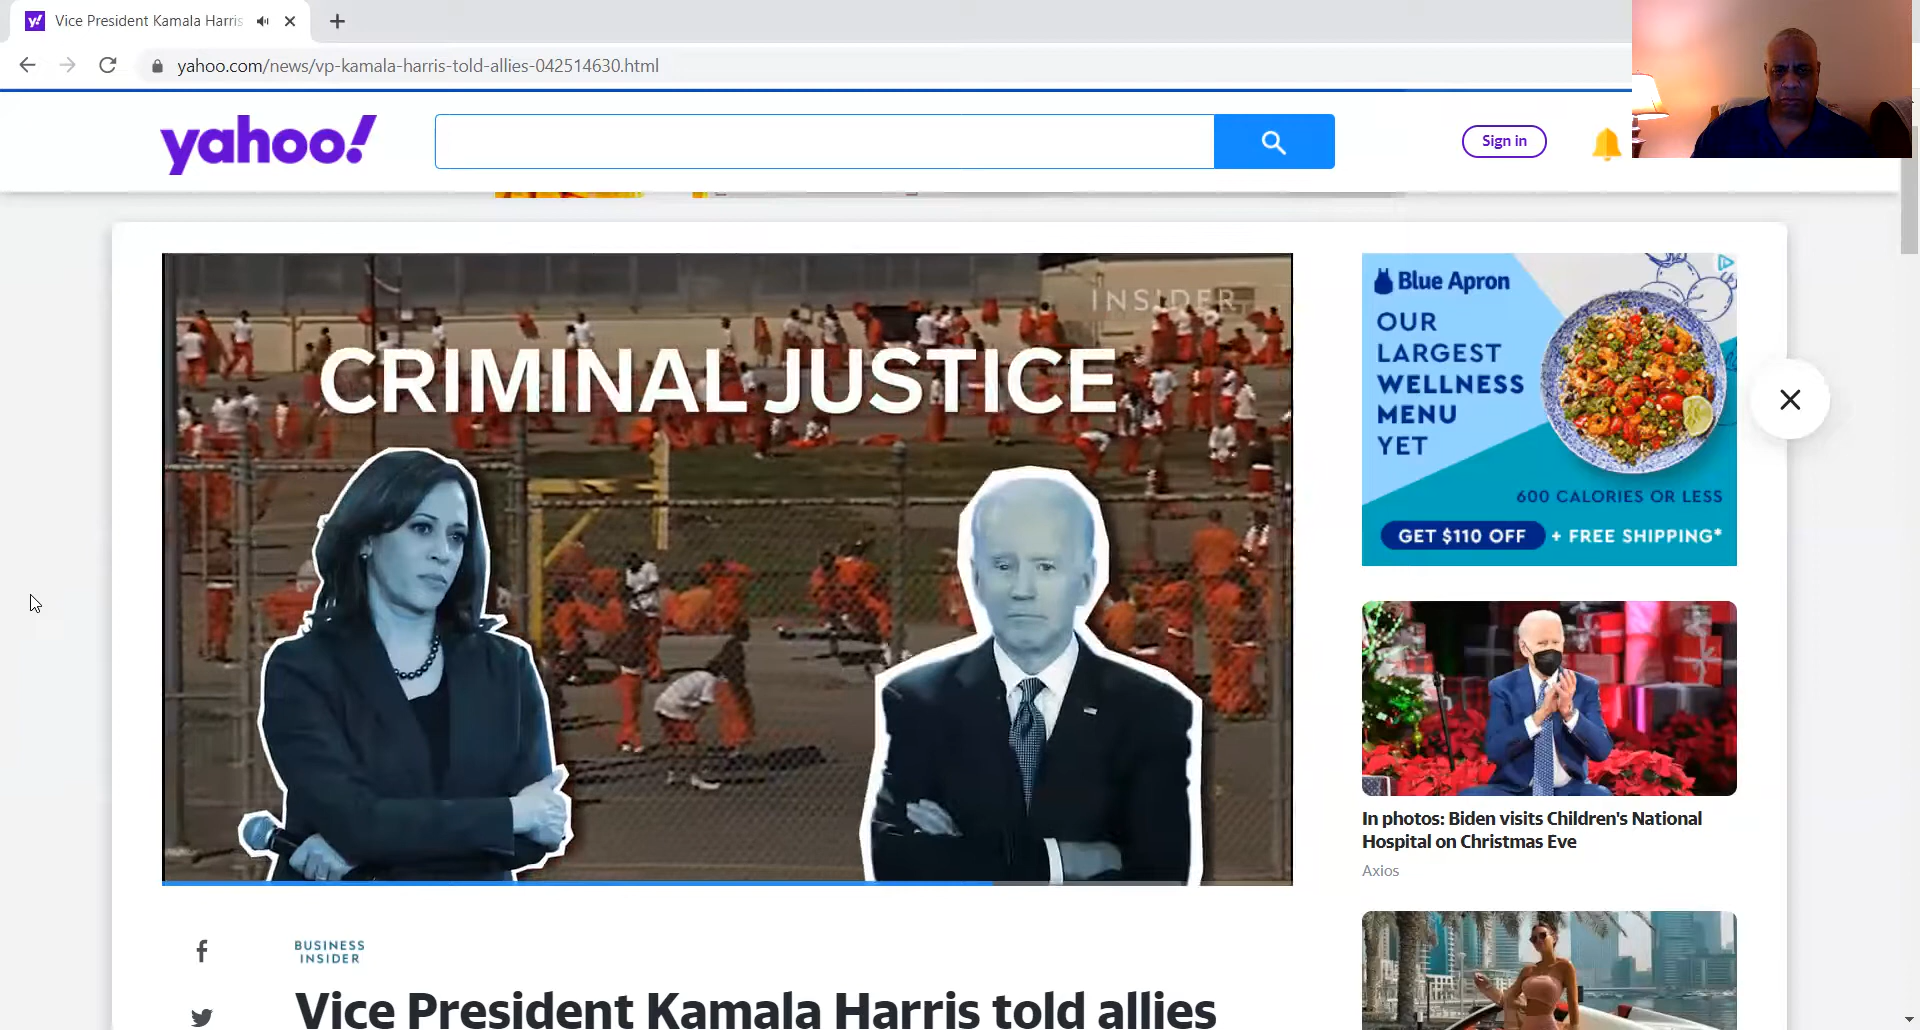 y!
Vice President Kamala Harris
yahoo.com/news/vp-kamala-harris-told-allies-042514630.html
yahoo!
Sign in
INSIDER
CRIMINAL JUSTICE
Blue Apron
OUR
LARGEST
WELLNESS
MENU
YET
600 CALORIES OR LESS
GET $110 OFF + FREE SHIPPING*
In photos: Biden visits Children's National
Hospital on Christmas Eve
Axios
BUSINESS
INSIDER
Vice President Kamala Harris told allies